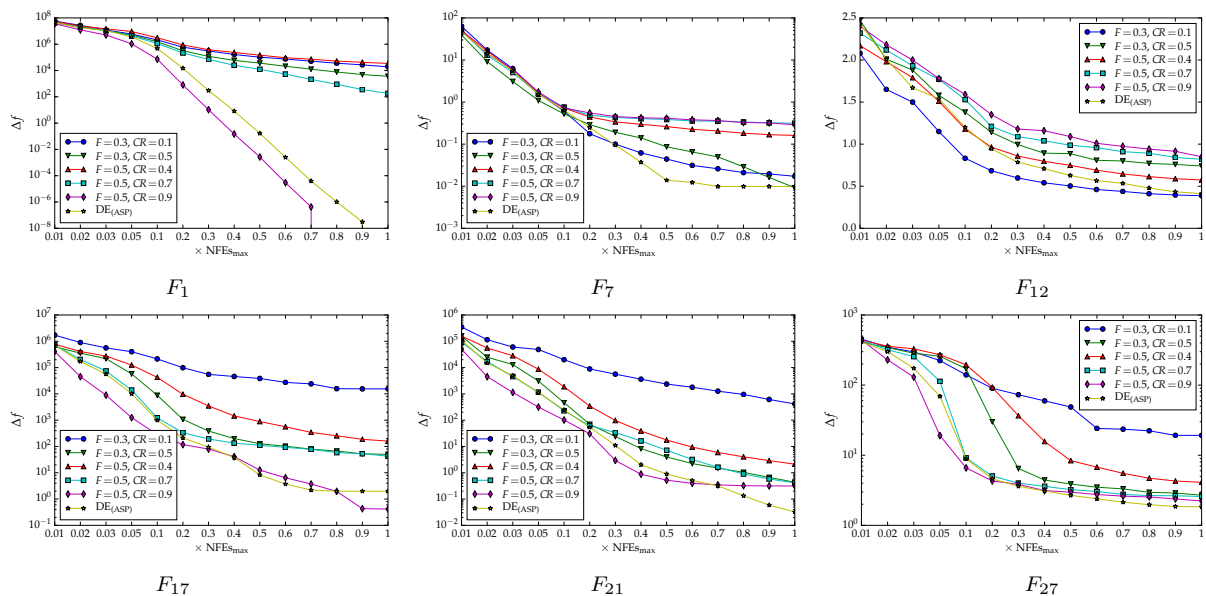 10^8
10^6
10^4
10^2
10^0
10^-2
10^-4
10^-6
10^-8
Δf
F = 0.3, CR = 0.1
F = 0.3, CR = 0.5
F = 0.5, CR = 0.4
F = 0.5, CR = 0.7
F = 0.5, CR = 0.9
DE(ASP)
0.01 0.02 0.03 0.05 0.1 0.2 0.3 0.4 0.5 0.6 0.7 0.8 0.9 1
× NFEs_max
F_1
10^2
10^1
10^0
10^-1
10^-2
10^-3
Δf
F = 0.3, CR = 0.1
F = 0.3, CR = 0.5
F = 0.5, CR = 0.4
F = 0.5, CR = 0.7
F = 0.5, CR = 0.9
DE(ASP)
0.01 0.02 0.03 0.05 0.1 0.2 0.3 0.4 0.5 0.6 0.7 0.8 0.9 1
× NFEs_max
F_7
2.5
2.0
1.5
1.0
0.5
0.0
Δf
F = 0.3, CR = 0.1
F = 0.3, CR = 0.5
F = 0.5, CR = 0.4
F = 0.5, CR = 0.7
F = 0.5, CR = 0.9
DE(ASP)
0.01 0.02 0.03 0.05 0.1 0.2 0.3 0.4 0.5 0.6 0.7 0.8 0.9 1
× NFEs_max
F_12
10^7
10^6
10^5
10^4
10^3
10^2
10^1
10^0
10^-1
Δf
F = 0.3, CR = 0.1
F = 0.3, CR = 0.5
F = 0.5, CR = 0.4
F = 0.5, CR = 0.7
F = 0.5, CR = 0.9
DE(ASP)
0.01 0.02 0.03 0.05 0.1 0.2 0.3 0.4 0.5 0.6 0.7 0.8 0.9 1
× NFEs_max
F_17
10^6
10^5
10^4
10^3
10^2
10^1
10^0
10^-1
10^-2
Δf
F = 0.3, CR = 0.1
F = 0.3, CR = 0.5
F = 0.5, CR = 0.4
F = 0.5, CR = 0.7
F = 0.5, CR = 0.9
DE(ASP)
0.01 0.02 0.03 0.05 0.1 0.2 0.3 0.4 0.5 0.6 0.7 0.8 0.9 1
× NFEs_max
F_21
10^3
10^2
10^1
10^0
Δf
F = 0.3, CR = 0.1
F = 0.3, CR = 0.5
F = 0.5, CR = 0.4
F = 0.5, CR = 0.7
F = 0.5, CR = 0.9
DE(ASP)
0.01 0.02 0.03 0.05 0.1 0.2 0.3 0.4 0.5 0.6 0.7 0.8 0.9 1
× NFEs_max
F_27